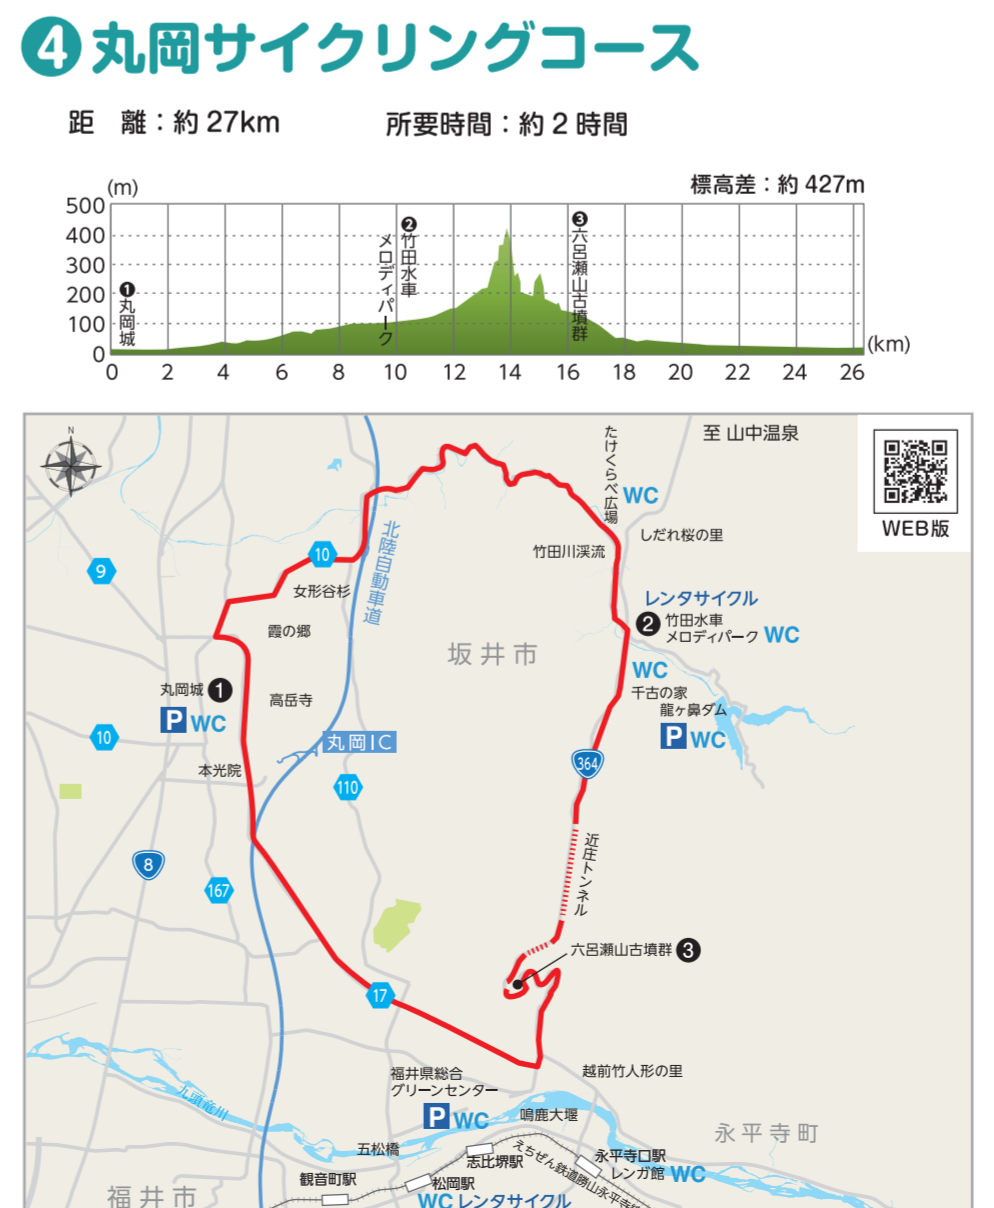 4 丸岡サイクリングコース
距　離：約 27km
所要時間：約 2 時間
標高差：約 427m
(m)
500
400
300
200
100
0
❶丸岡城
❷竹田水車
メロディパーク
❸六呂瀬山古墳群
0 2 4 6 8 10 12 14 16 18 20 22 24 26
(km)
N
たけくらべ広場
WC
至 山中温泉
WEB版
しだれ桜の里
竹田川渓流
北陸自動車道
10
9
女形谷杉
レンタサイクル
❷ 竹田水車
メロディパーク WC
霞の郷
坂井市
WC
千古の家
龍ヶ鼻ダム
P WC
丸岡城 ❶
P WC
高岳寺
10
丸岡IC
364
本光院
110
8
167
近庄トンネル
六呂瀬山古墳群 ❸
17
福井県総合
グリーンセンター
P WC
越前竹人形の里
九頭竜川
鳴鹿大堰
永平寺町
五松橋
志比堺駅
えちぜん鉄道勝山永平寺
永平寺口駅
レンガ館 WC
観音町駅
松岡駅
WC レンタサイクル
福井市